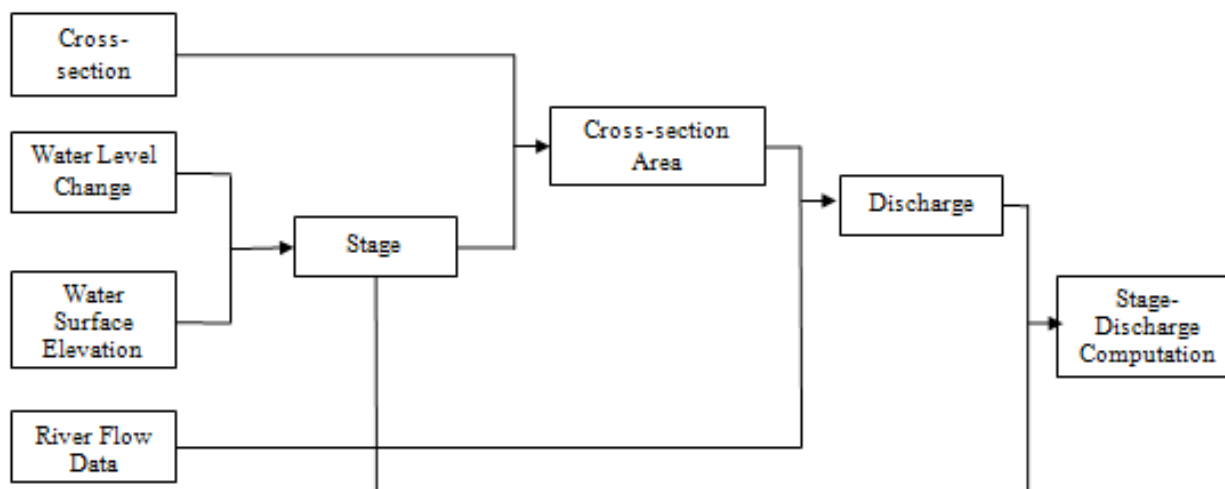 Cross-
section
Water Level
Change
Water
Surface
Elevation
River Flow
Data
Stage
Cross-section
Area
Discharge
Stage-
Discharge
Computation